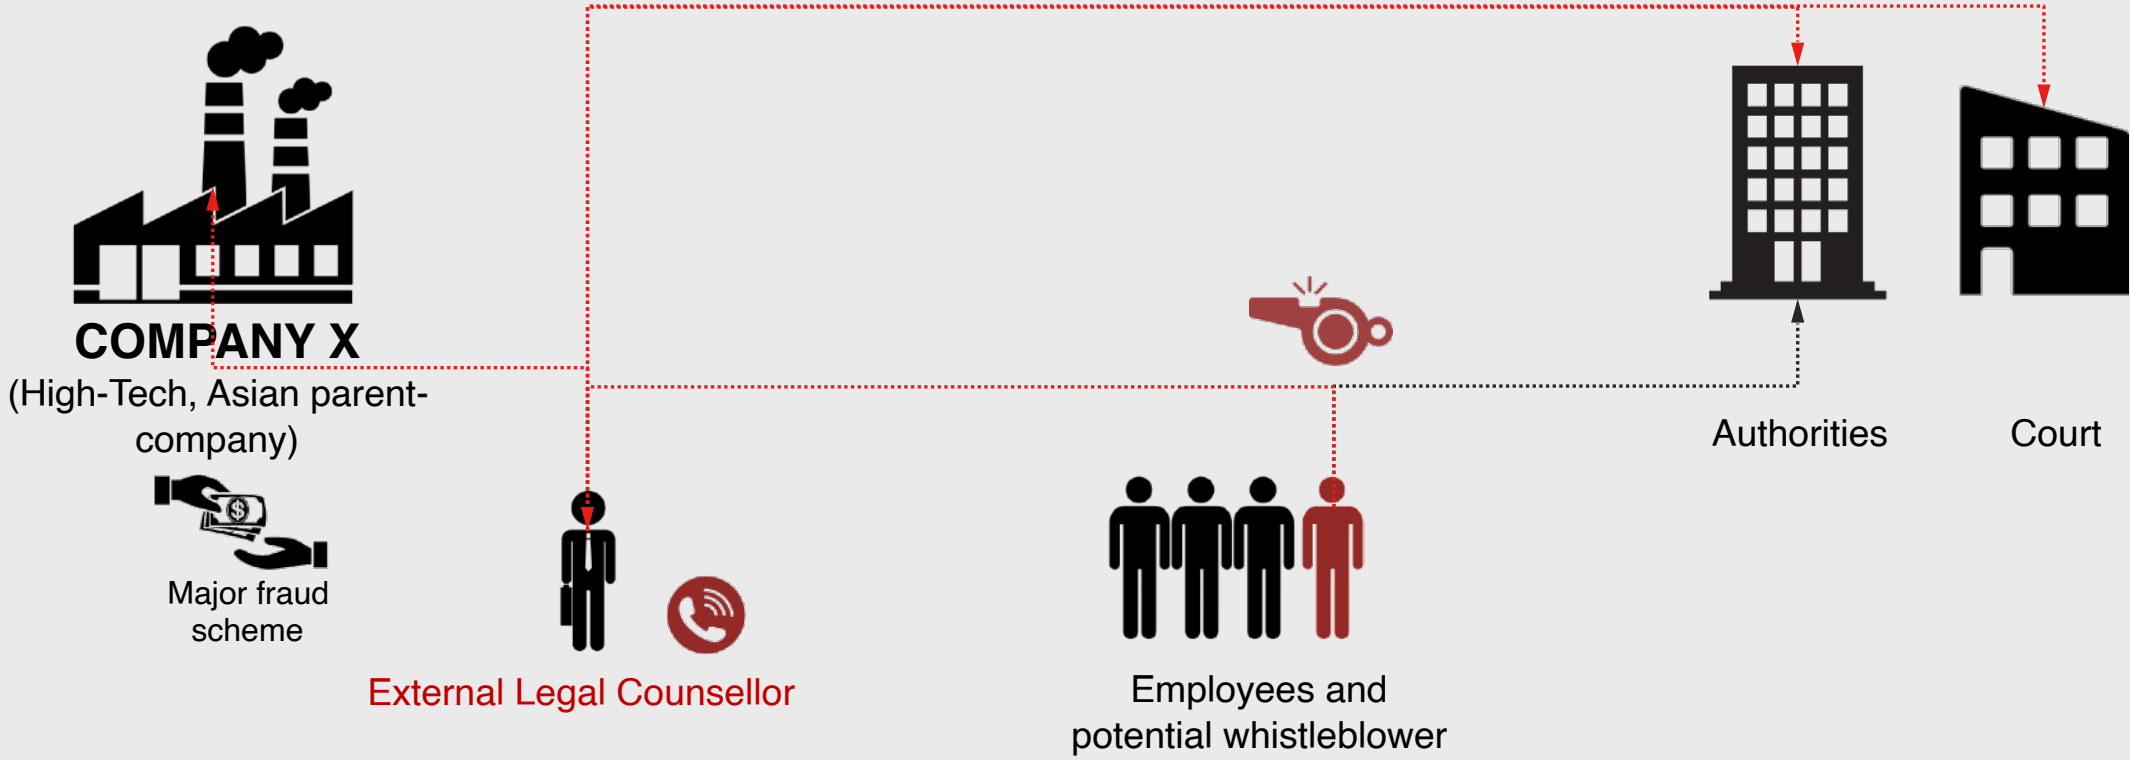 COMPANY X
(High-Tech, Asian parent-
company)
$
Major fraud
scheme
External Legal Counsellor
Employees and
potential whistleblower
Authorities
Court